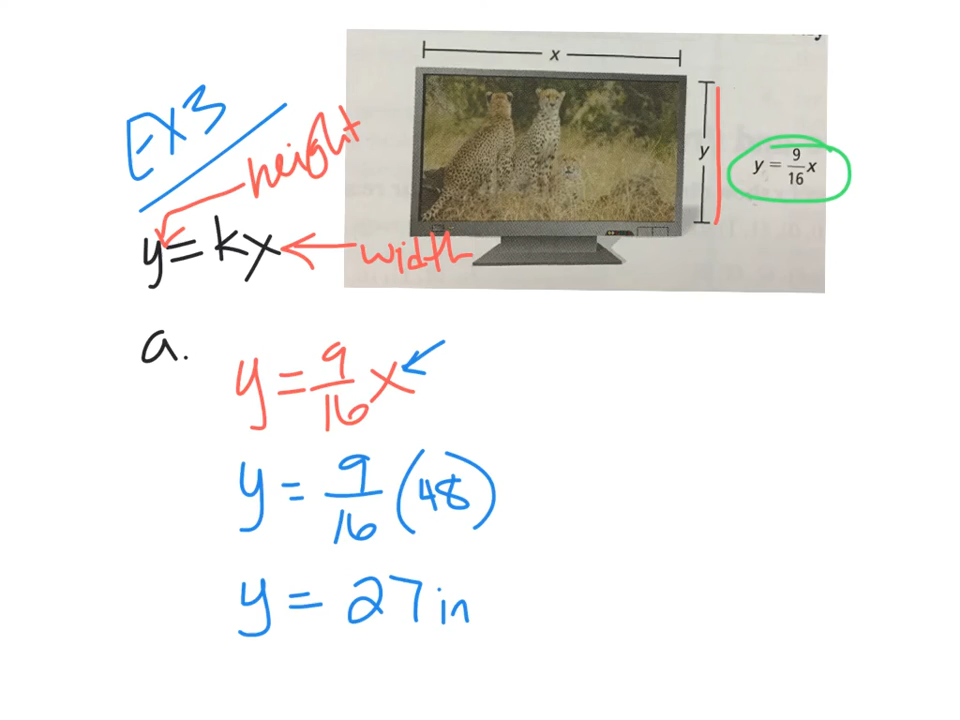 x
y
y = 9/16 x
EX3
height
y = kx
width
a.
y = 9/16 x
y = 9/16 (48)
y = 27 in